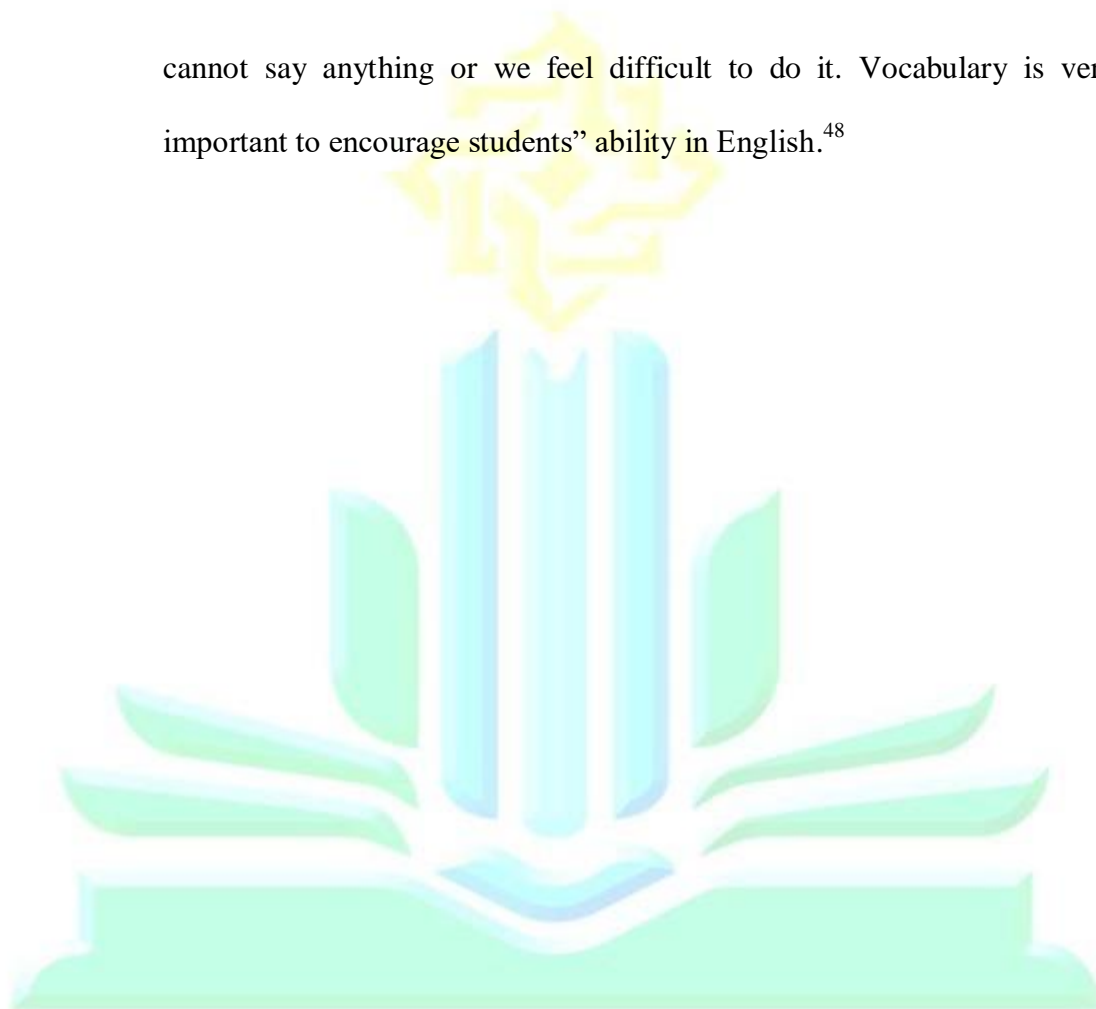 cannot say anything or we feel difficult to do it. Vocabulary is ver
important to encourage students” ability in English.48